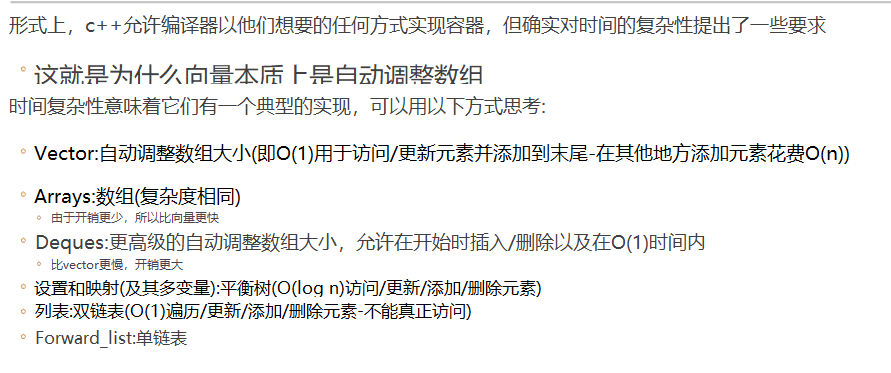 形式上，c++允许编译器以他们想要的任何方式实现容器，但确实对时间的复杂性提出了一些要求
这就是为什么向量本质上是自动调整数组
时间复杂性意味着它们有一个典型的实现，可以用以下方式思考:
Vector:自动调整数组大小(即O(1)用于访问/更新元素并添加到末尾-在其他地方添加元素花费O(n))
Arrays:数组(复杂度相同)
由于开销更少，所以比向量更快
Deques:更高级的自动调整数组大小，允许在开始时插入/删除以及在O(1)时间内
比vector更慢，开销更大
设置和映射(及其多变量):平衡树(O(log n)访问/更新/添加/删除元素)
列表:双链表(O(1)遍历/更新/添加/删除元素-不能真正访问)
Forward_list:单链表